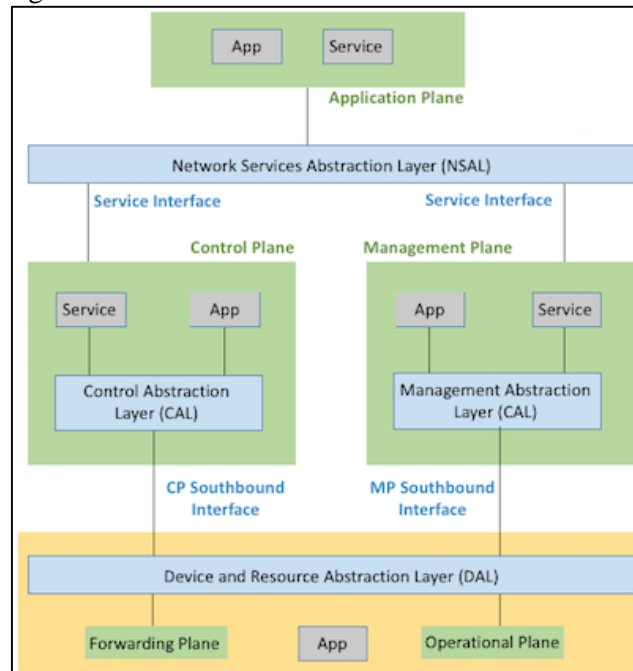 App
Service
Application Plane
Network Services Abstraction Layer (NSAL)
Service Interface
Service Interface
Control Plane
Management Plane
Service
App
App
Service
Control Abstraction
Layer (CAL)
Management Abstraction
Layer (CAL)
CP Southbound
Interface
MP Southbound
Interface
Device and Resource Abstraction Layer (DAL)
Forwarding Plane
App
Operational Plane